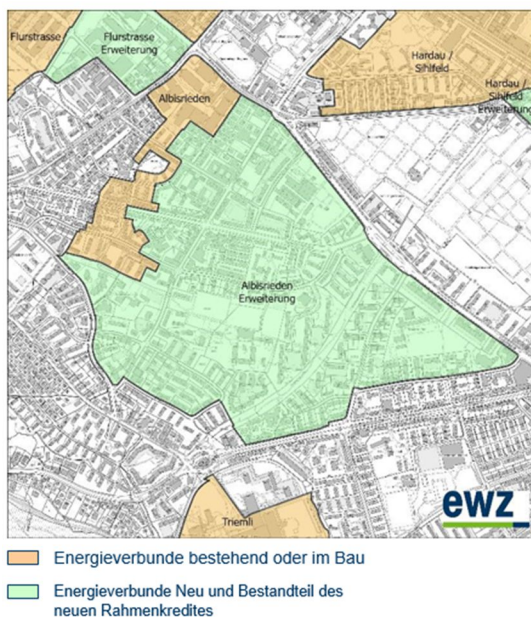 Flurstrasse
Flurstrasse
Erweiterung
Hardau /
Sihlfeld
Hardau /
Sihlfeld
Erweiterung
Albisrieden
Albisrieden
Erweiterung
Triemli
ewz
Energieverbunde bestehend oder im Bau
Energieverbunde Neu und Bestandteil des
neuen Rahmenkredites